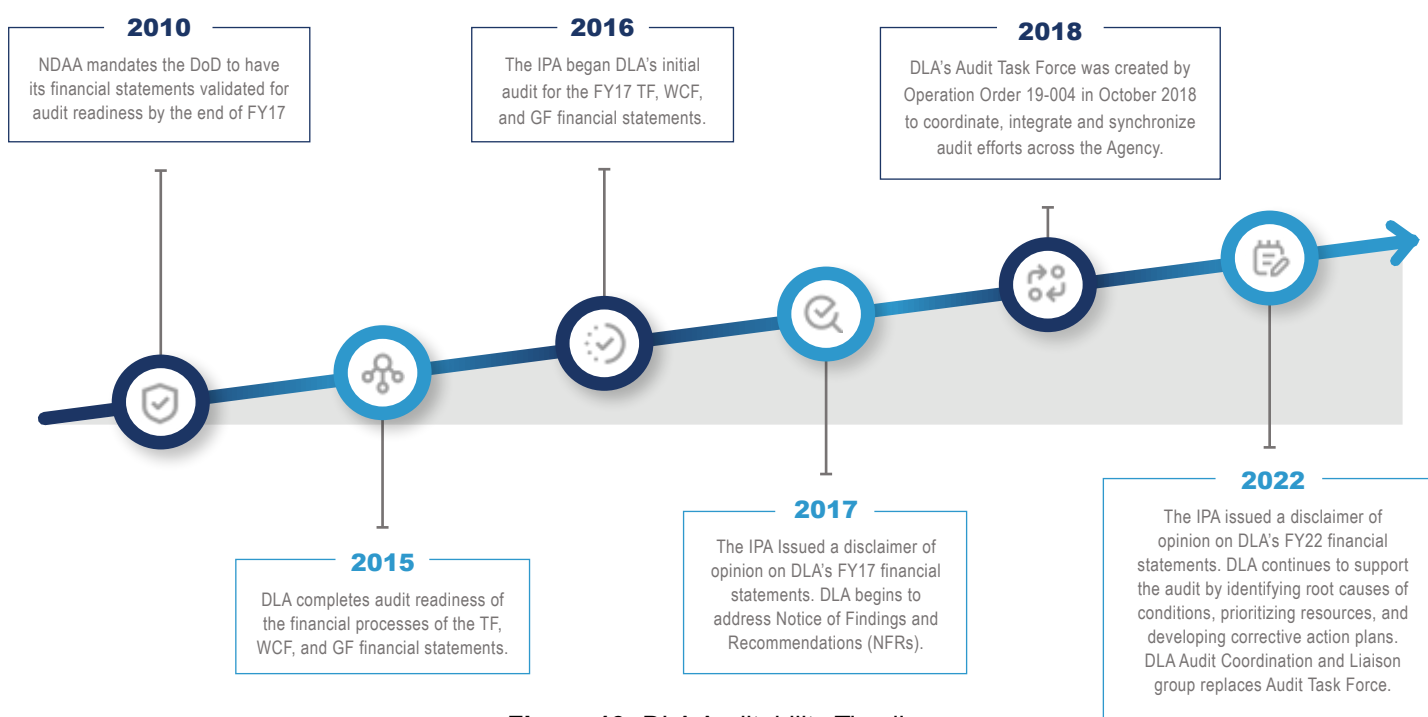 2010
NDAA mandates the DoD to have
its financial statements validated for
audit readiness by the end of FY17
2016
The IPA began DLA's initial
audit for the FY17 TF, WCF,
and GF financial statements.
2018
DLA's Audit Task Force was created by
Operation Order 19-004 in October 2018
to coordinate, integrate and synchronize
audit efforts across the Agency.
2015
DLA completes audit readiness of
the financial processes of the TF,
WCF, and GF financial statements.
2017
The IPA Issued a disclaimer of
opinion on DLA's FY17 financial
statements. DLA begins to
address Notice of Findings and
Recommendations (NFRs).
2022
The IPA issued a disclaimer of
opinion on DLA's FY22 financial
statements. DLA continues to support
the audit by identifying root causes of
conditions, prioritizing resources, and
developing corrective action plans.
DLA Audit Coordination and Liaison
group replaces Audit Task Force.
DLA Auditability